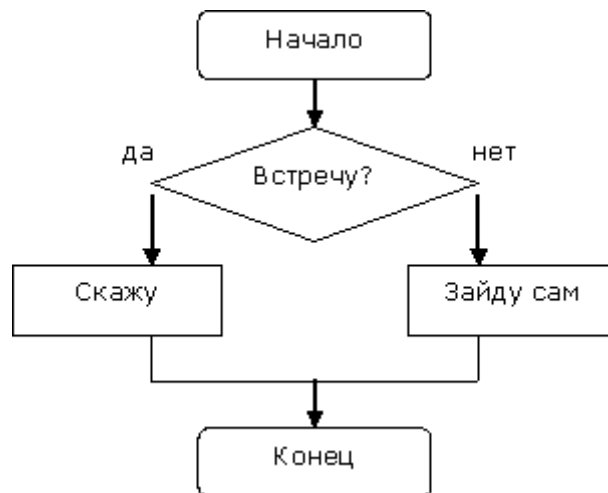 Начало
да
нет
Встречу?
Скажу
Зайду сам
Конец